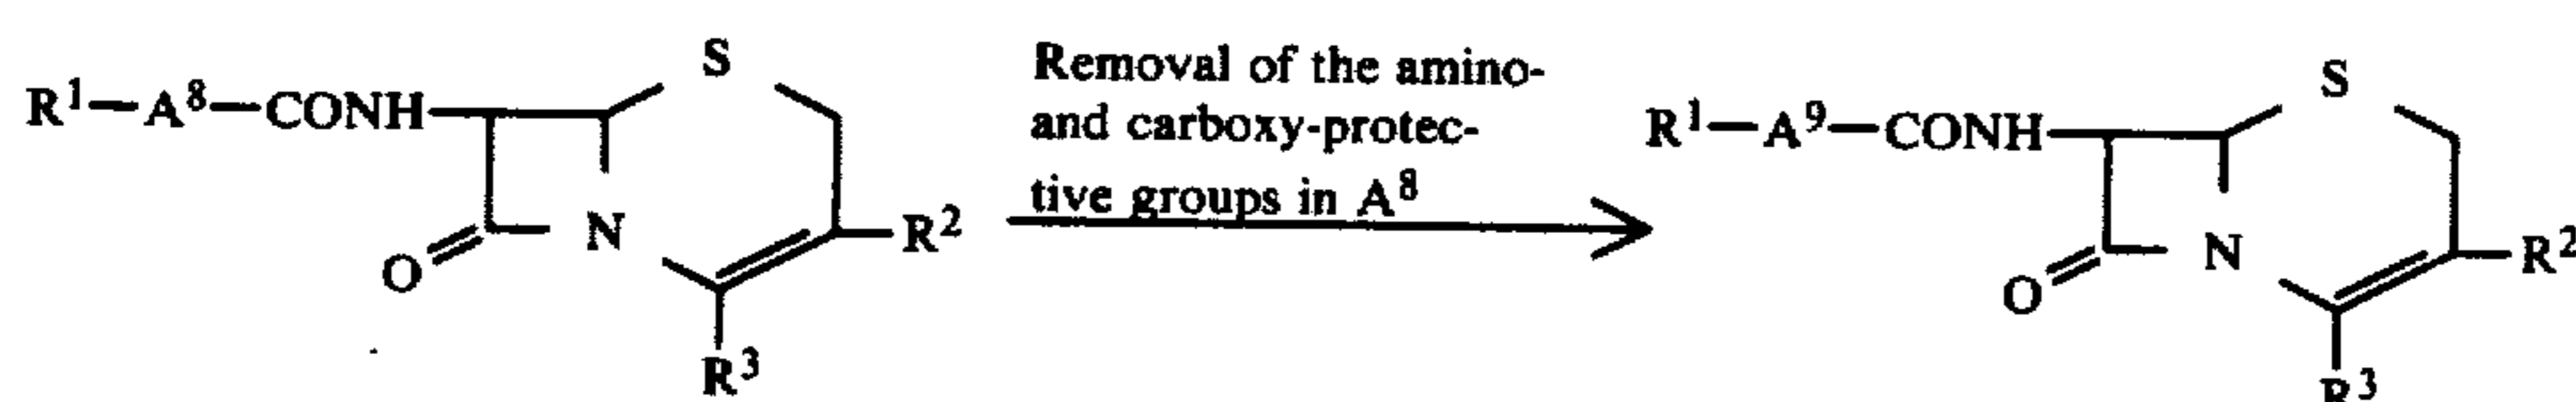 R¹—A⁸—CONH
S
N
O
R²
R³
Removal of the amino-
and carboxy-protec-
tive groups in A⁸
R¹—A⁹—CONH
S
N
O
R²
R³